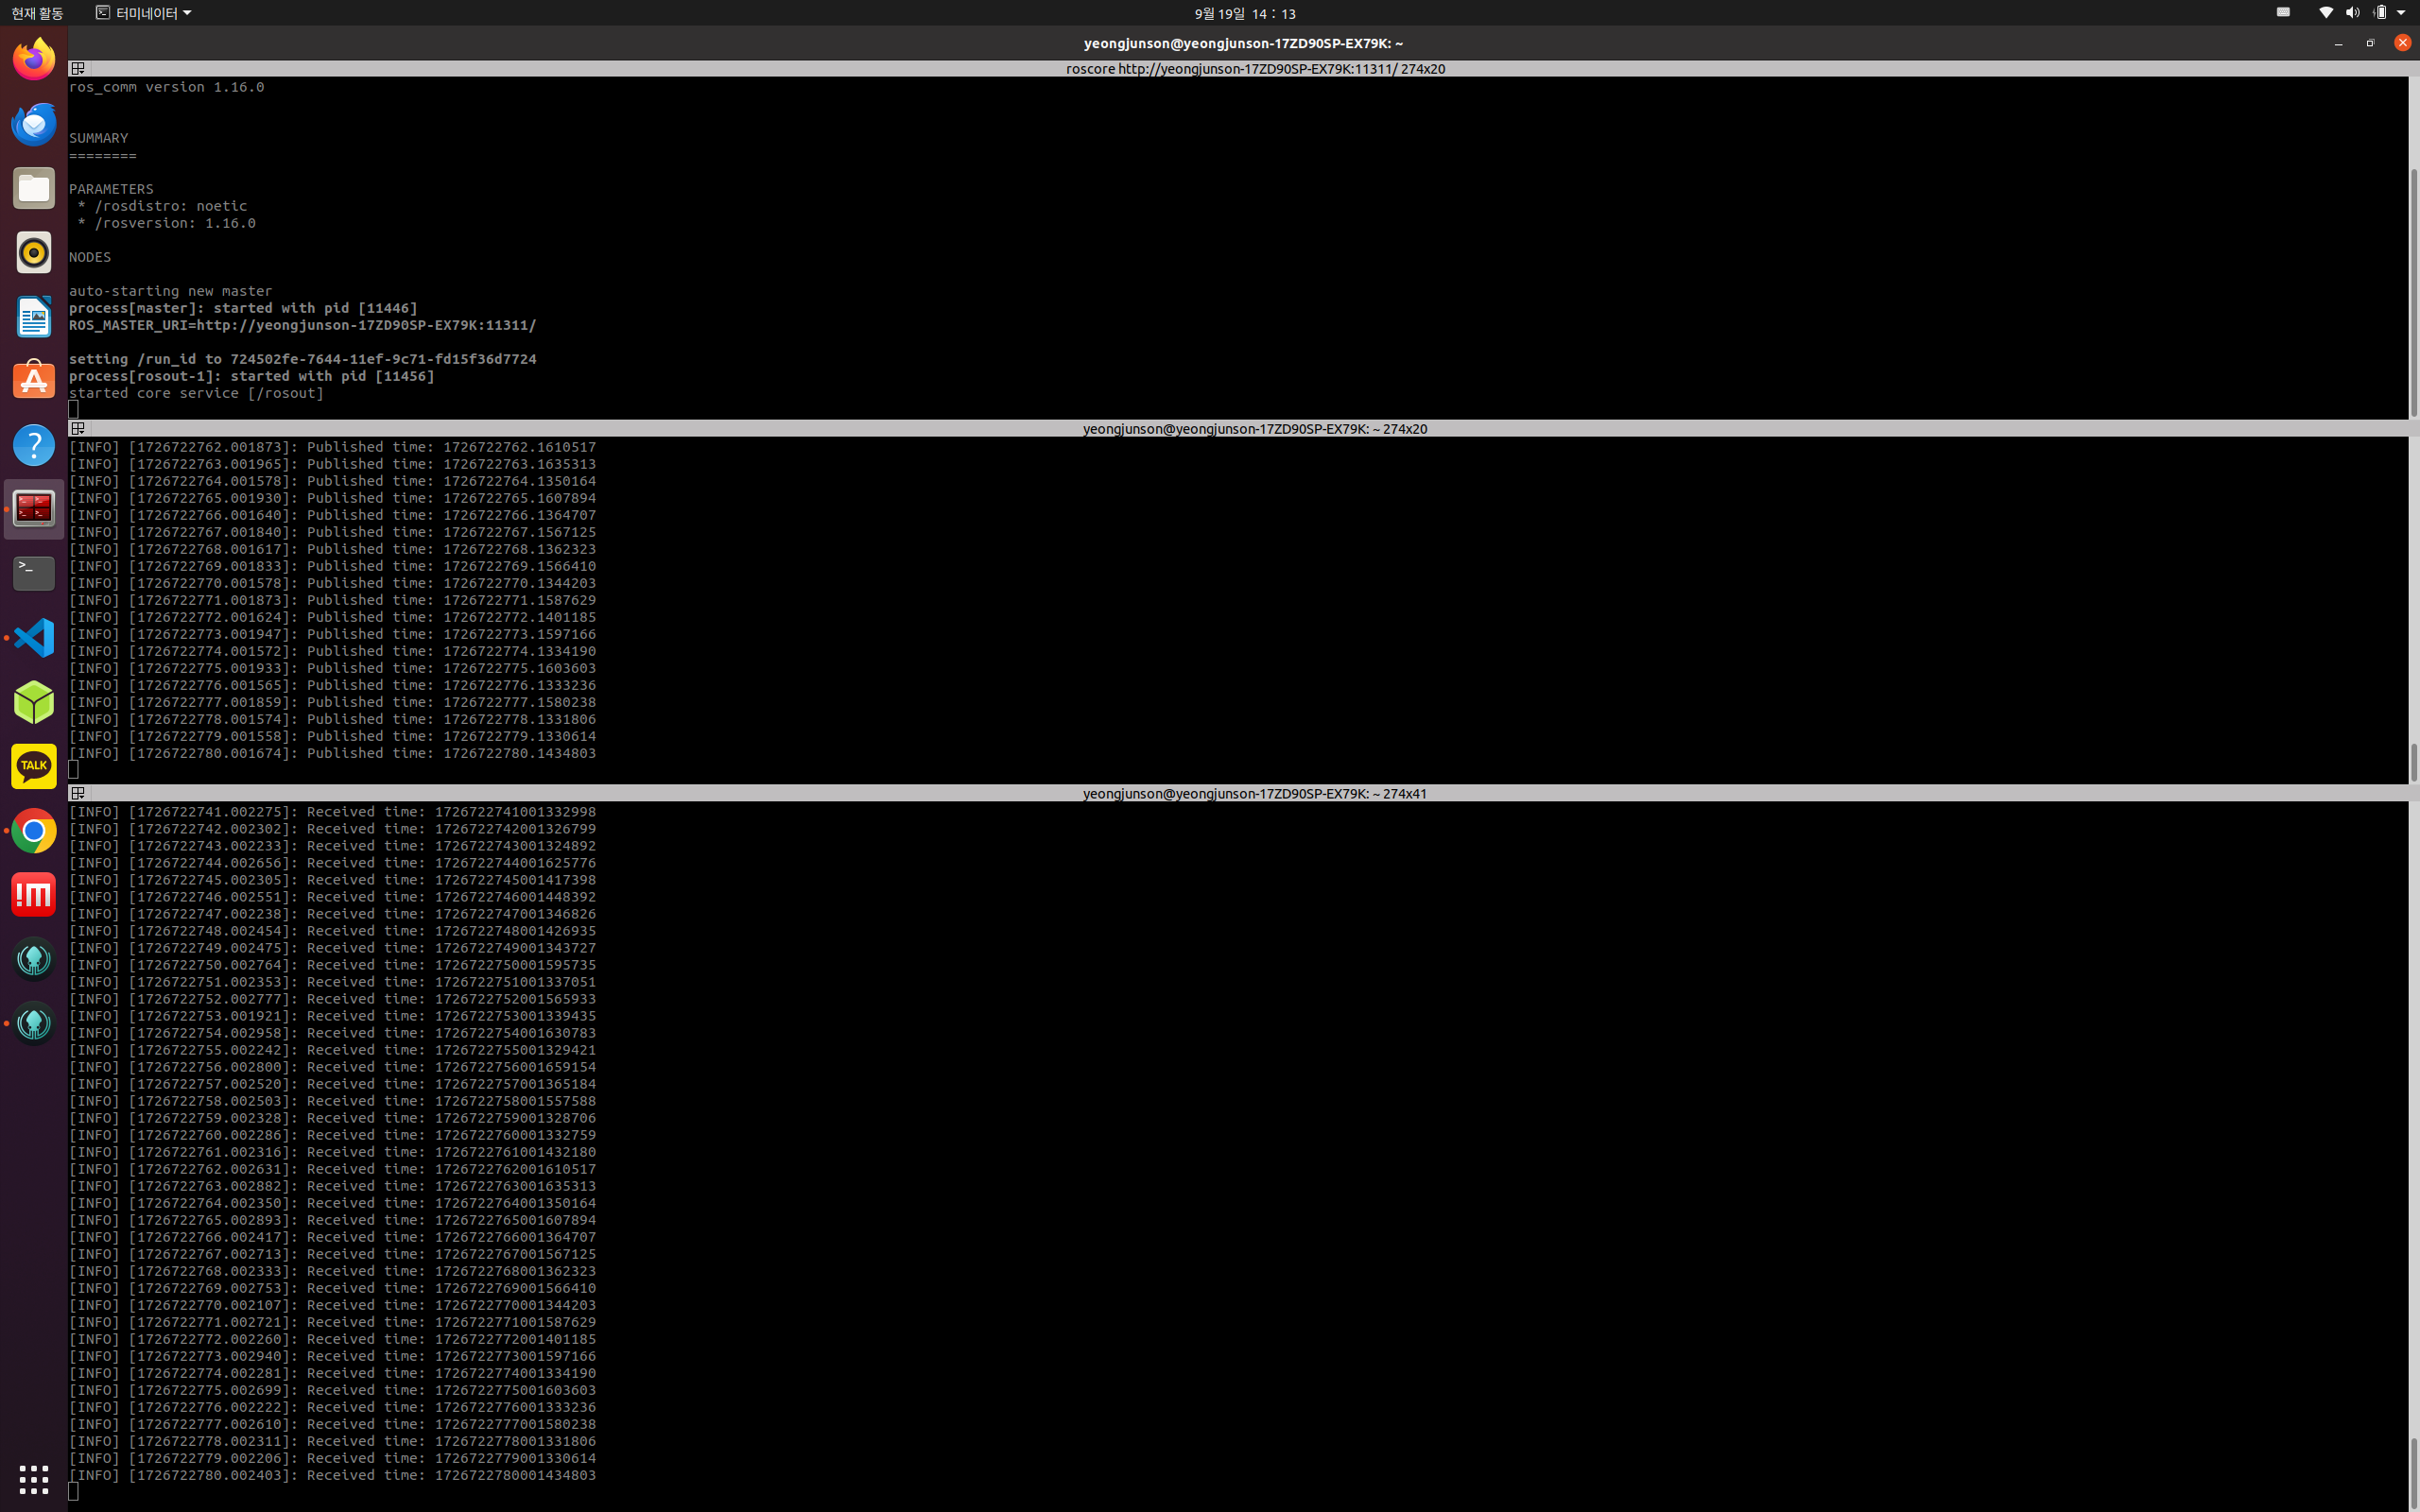 현재 활동
터미네이터
9월 19일 14 : 13
yeongjunson@yeongjunson-17ZD90SP-EX79K: ~
roscore http://yeongjunson-17ZD90SP-EX79K:11311/ 274x20
ros_comm version 1.16.0
SUMMARY
========
PARAMETERS
* /rosdistro: noetic
* /rosversion: 1.16.0
NODES
auto-starting new master
process[master]: started with pid [11446]
ROS_MASTER_URI=http://yeongjunson-17ZD90SP-EX79K:11311/
setting /run_id to 724502fe-7644-11ef-9c71-fd15f36d7724
process[rosout-1]: started with pid [11456]
started core service [/rosout]
yeongjunson@yeongjunson-17ZD90SP-EX79K: ~ 274x20
[INFO] [1726722762.001873]: Published time: 1726722762.1610517
[INFO] [1726722763.001965]: Published time: 1726722763.1635313
[INFO] [1726722764.001578]: Published time: 1726722764.1350164
[INFO] [1726722765.001930]: Published time: 1726722765.1607894
[INFO] [1726722766.001640]: Published time: 1726722766.1364707
[INFO] [1726722767.001840]: Published time: 1726722767.1567125
[INFO] [1726722768.001617]: Published time: 1726722768.1362323
[INFO] [1726722769.001833]: Published time: 1726722769.1566410
[INFO] [1726722770.001578]: Published time: 1726722770.1344203
[INFO] [1726722771.001873]: Published time: 1726722771.1587629
[INFO] [1726722772.001624]: Published time: 1726722772.1401185
[INFO] [1726722773.001947]: Published time: 1726722773.1597166
[INFO] [1726722774.001572]: Published time: 1726722774.1334190
[INFO] [1726722775.001933]: Published time: 1726722775.1603603
[INFO] [1726722776.001565]: Published time: 1726722776.1333236
[INFO] [1726722777.001859]: Published time: 1726722777.1580238
[INFO] [1726722778.001574]: Published time: 1726722778.1331806
[INFO] [1726722779.001558]: Published time: 1726722779.1330614
[INFO] [1726722780.001674]: Published time: 1726722780.1434803
TALK
yeongjunson@yeongjunson-17ZD90SP-EX79K: ~ 274x41
[INFO] [1726722741.002275]: Received time: 1726722741001332998
[INFO] [1726722742.002302]: Received time: 1726722742001326799
[INFO] [1726722743.002233]: Received time: 1726722743001324892
[INFO] [1726722744.002656]: Received time: 1726722744001625776
[INFO] [1726722745.002305]: Received time: 1726722745001417398
[INFO] [1726722746.002551]: Received time: 1726722746001448392
[INFO] [1726722747.002238]: Received time: 1726722747001346826
[INFO] [1726722748.002454]: Received time: 1726722748001426935
[INFO] [1726722749.002475]: Received time: 1726722749001343727
[INFO] [1726722750.002764]: Received time: 1726722750001595735
[INFO] [1726722751.002353]: Received time: 1726722751001337051
[INFO] [1726722752.002777]: Received time: 1726722752001565933
[INFO] [1726722753.001921]: Received time: 1726722753001339435
[INFO] [1726722754.002958]: Received time: 1726722754001630783
[INFO] [1726722755.002242]: Received time: 1726722755001329421
[INFO] [1726722756.002800]: Received time: 1726722756001659154
[INFO] [1726722757.002520]: Received time: 1726722757001365184
[INFO] [1726722758.002503]: Received time: 1726722758001557588
[INFO] [1726722759.002328]: Received time: 1726722759001328706
[INFO] [1726722760.002286]: Received time: 1726722760001332759
[INFO] [1726722761.002316]: Received time: 1726722761001432180
[INFO] [1726722762.002631]: Received time: 1726722762001610517
[INFO] [1726722763.002882]: Received time: 1726722763001635313
[INFO] [1726722764.002350]: Received time: 1726722764001350164
[INFO] [1726722765.002893]: Received time: 1726722765001607894
[INFO] [1726722766.002417]: Received time: 1726722766001364707
[INFO] [1726722767.002713]: Received time: 1726722767001567125
[INFO] [1726722768.002333]: Received time: 1726722768001362323
[INFO] [1726722769.002753]: Received time: 1726722769001566410
[INFO] [1726722770.002107]: Received time: 1726722770001344203
[INFO] [1726722771.002721]: Received time: 1726722771001587629
[INFO] [1726722772.002260]: Received time: 1726722772001401185
[INFO] [1726722773.002940]: Received time: 1726722773001597166
[INFO] [1726722774.002281]: Received time: 1726722774001334190
[INFO] [1726722775.002699]: Received time: 1726722775001603603
[INFO] [1726722776.002222]: Received time: 1726722776001333236
[INFO] [1726722777.002610]: Received time: 1726722777001580238
[INFO] [1726722778.002311]: Received time: 1726722778001331806
[INFO] [1726722779.002206]: Received time: 1726722779001330614
[INFO] [1726722780.002403]: Received time: 1726722780001434803